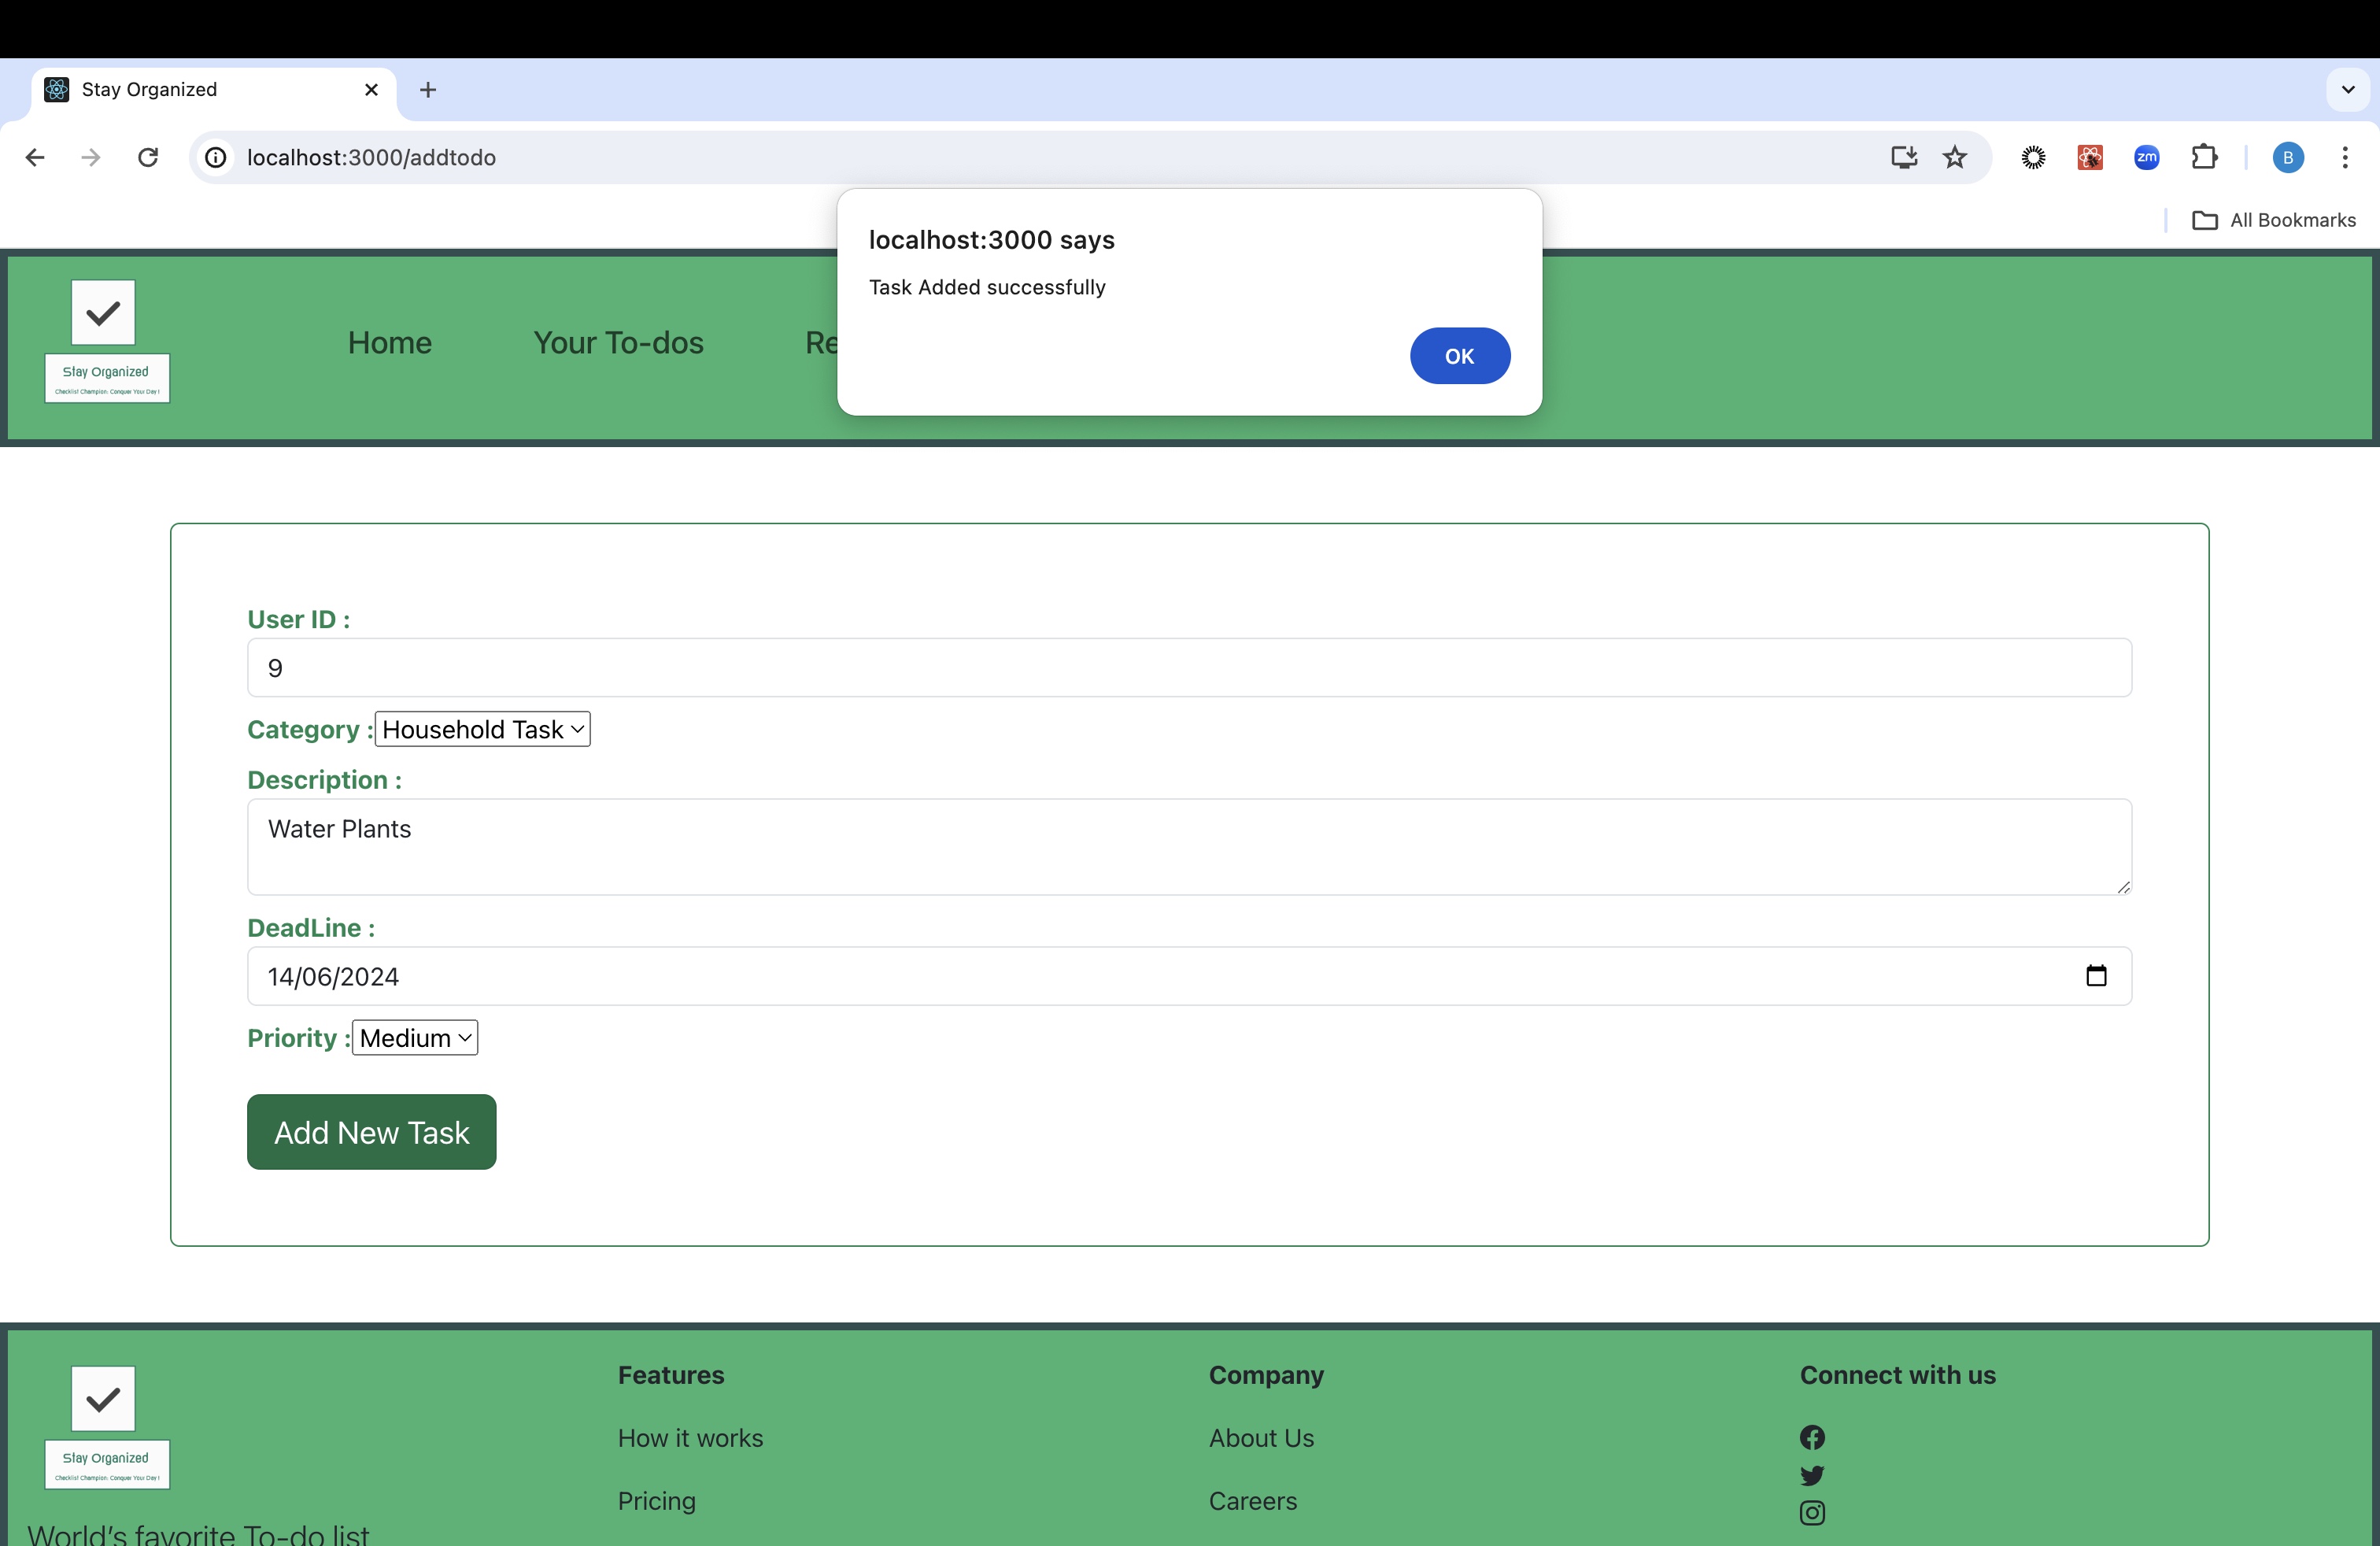 Stay Organized
localhost:3000/addtodo
zm
B
All Bookmarks
localhost:3000 says
Task Added successfully
OK
Stay Organized
Checklist Champion: Conquer Your Day !
Home
Your To-dos
Re
User ID :
9
Category :
Household Task
Description :
Water Plants
DeadLine :
14/06/2024
Priority :
Medium
Add New Task
Stay Organized
Checklist Champion: Conquer Your Day !
World's favorite To-do list
Features
How it works
Pricing
Company
About Us
Careers
Connect with us